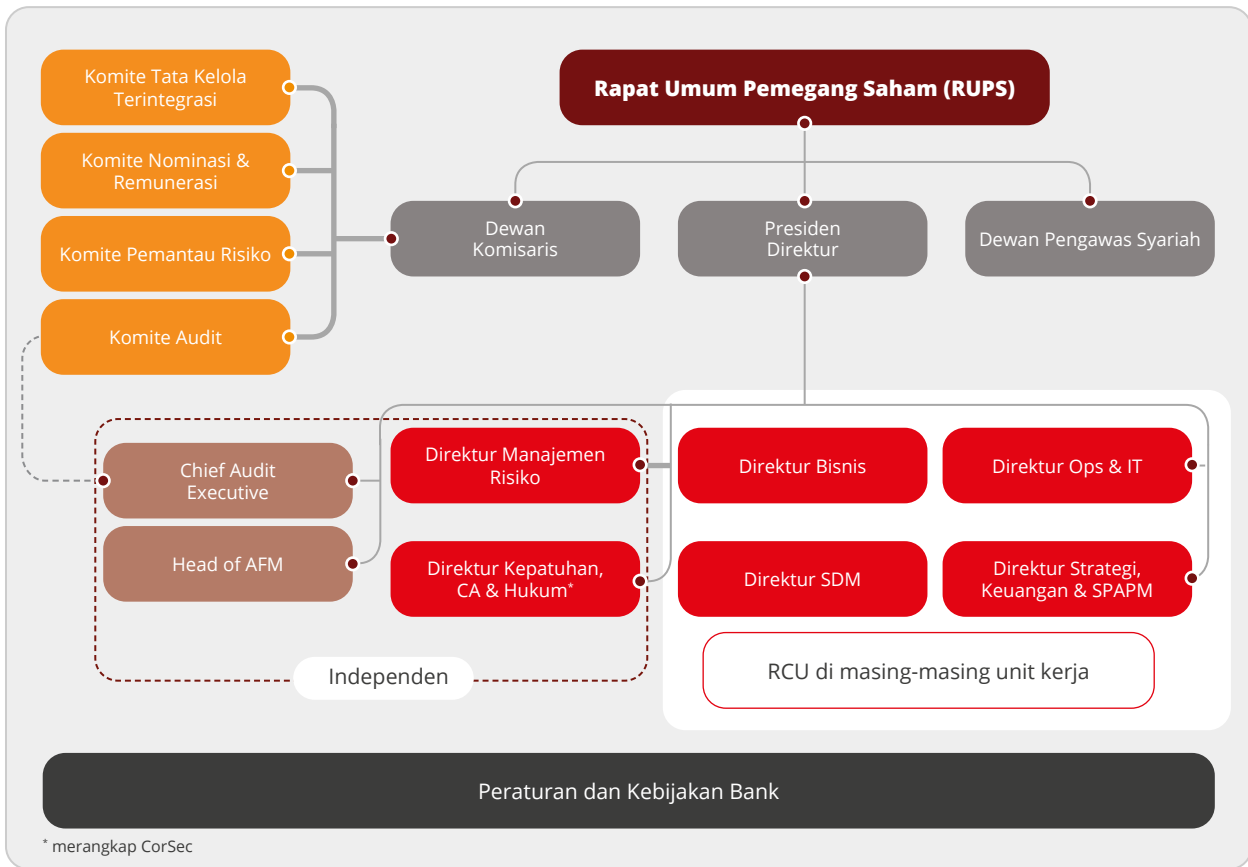 Komite Tata Kelola
Terintegrasi
Komite Nominasi &
Remunerasi
Komite Pemantau Risiko
Komite Audit
Rapat Umum Pemegang Saham (RUPS)
Dewan
Komisaris
Presiden
Direktur
Dewan Pengawas Syariah
Chief Audit
Executive
Head of AFM
Direktur Manajemen
Risiko
Direktur Kepatuhan,
CA & Hukum*
Independen
Direktur Bisnis
Direktur Ops & IT
Direktur SDM
Direktur Strategi,
Keuangan & SPAPM
RCU di masing-masing unit kerja
Peraturan dan Kebijakan Bank
* merangkap CorSec